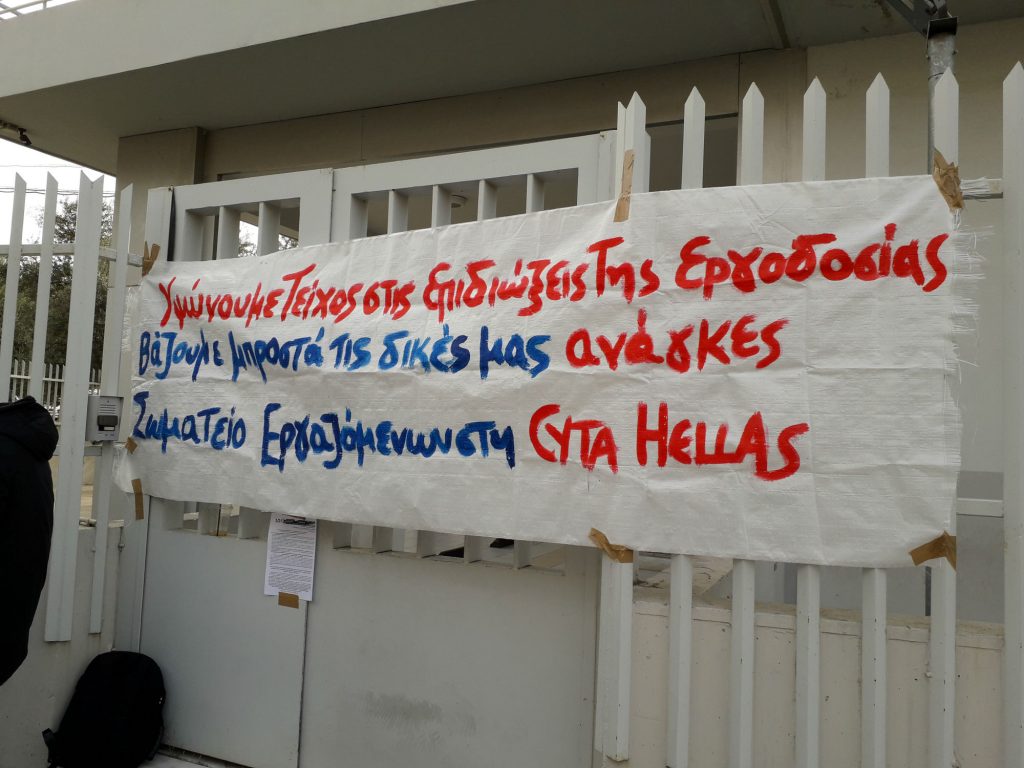 Υψώνουμε Τείχος στις Επιδιώξεις Της Εργοδοσίας
Βάζουμε μπροστά τις δικές μας ανάγκες
Σωματείο Εργαζόμενων στη CYTA HELLAS